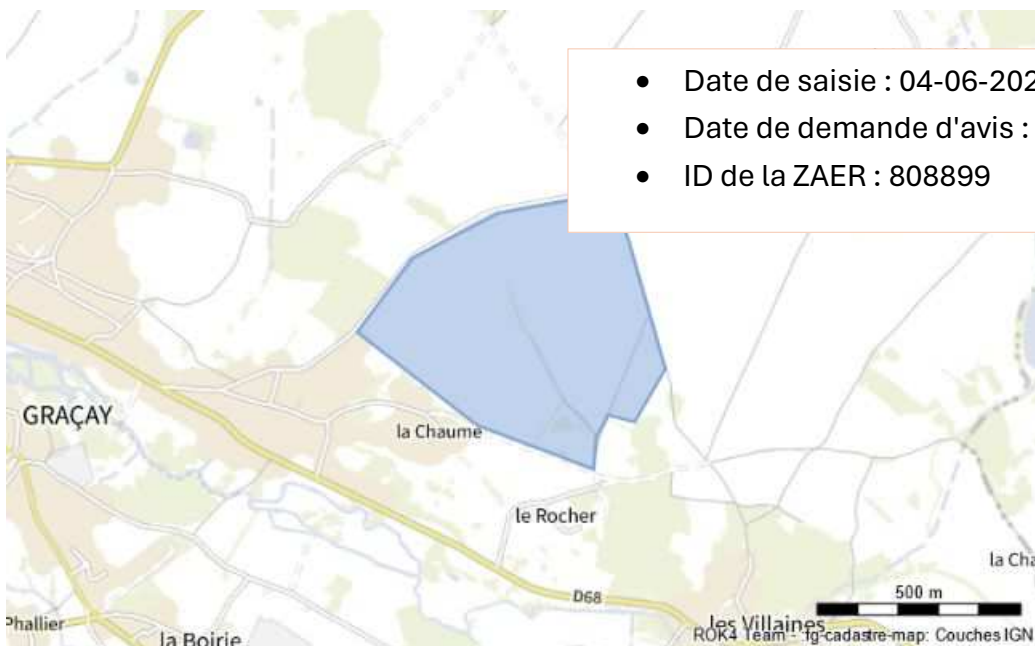 • Date de saisie : 04-06-202
• Date de demande d'avis :
• ID de la ZAER : 808899
GRAÇAY
la Chaume
le Rocher
la Cha
500 m
D68
Phallier
les Villaines
la Boirie
ROK4 Team - fg-cadastre-map: Couches IGN